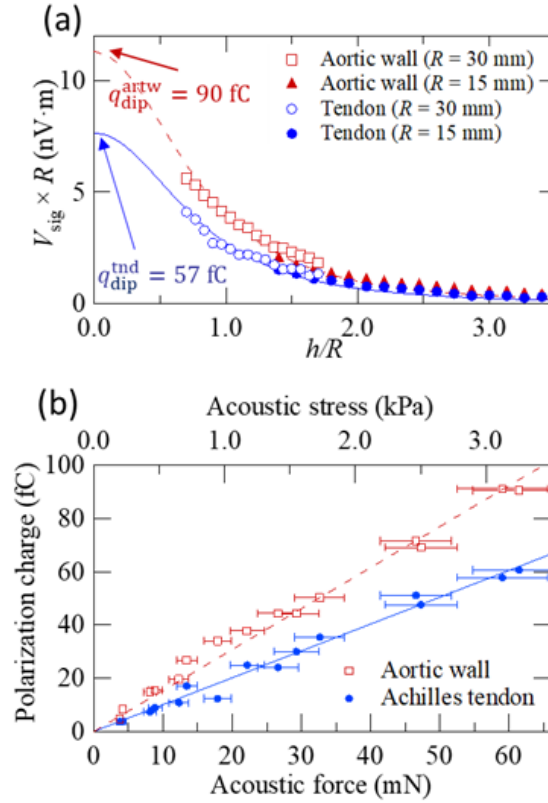 (a)
Aortic wall (R = 30 mm)
Aortic wall (R = 15 mm)
Tendon (R = 30 mm)
Tendon (R = 15 mm)
q_dip^artw = 90 fC
q_dip^tnd = 57 fC
V_sig × R (nV·m)
10
5
0
0.0 1.0 2.0 3.0
h/R
(b)
Acoustic stress (kPa)
0.0 1.0 2.0 3.0
Polarization charge (fC)
100
80
60
40
20
0
Aortic wall
Achilles tendon
0 10 20 30 40 50 60
Acoustic force (mN)